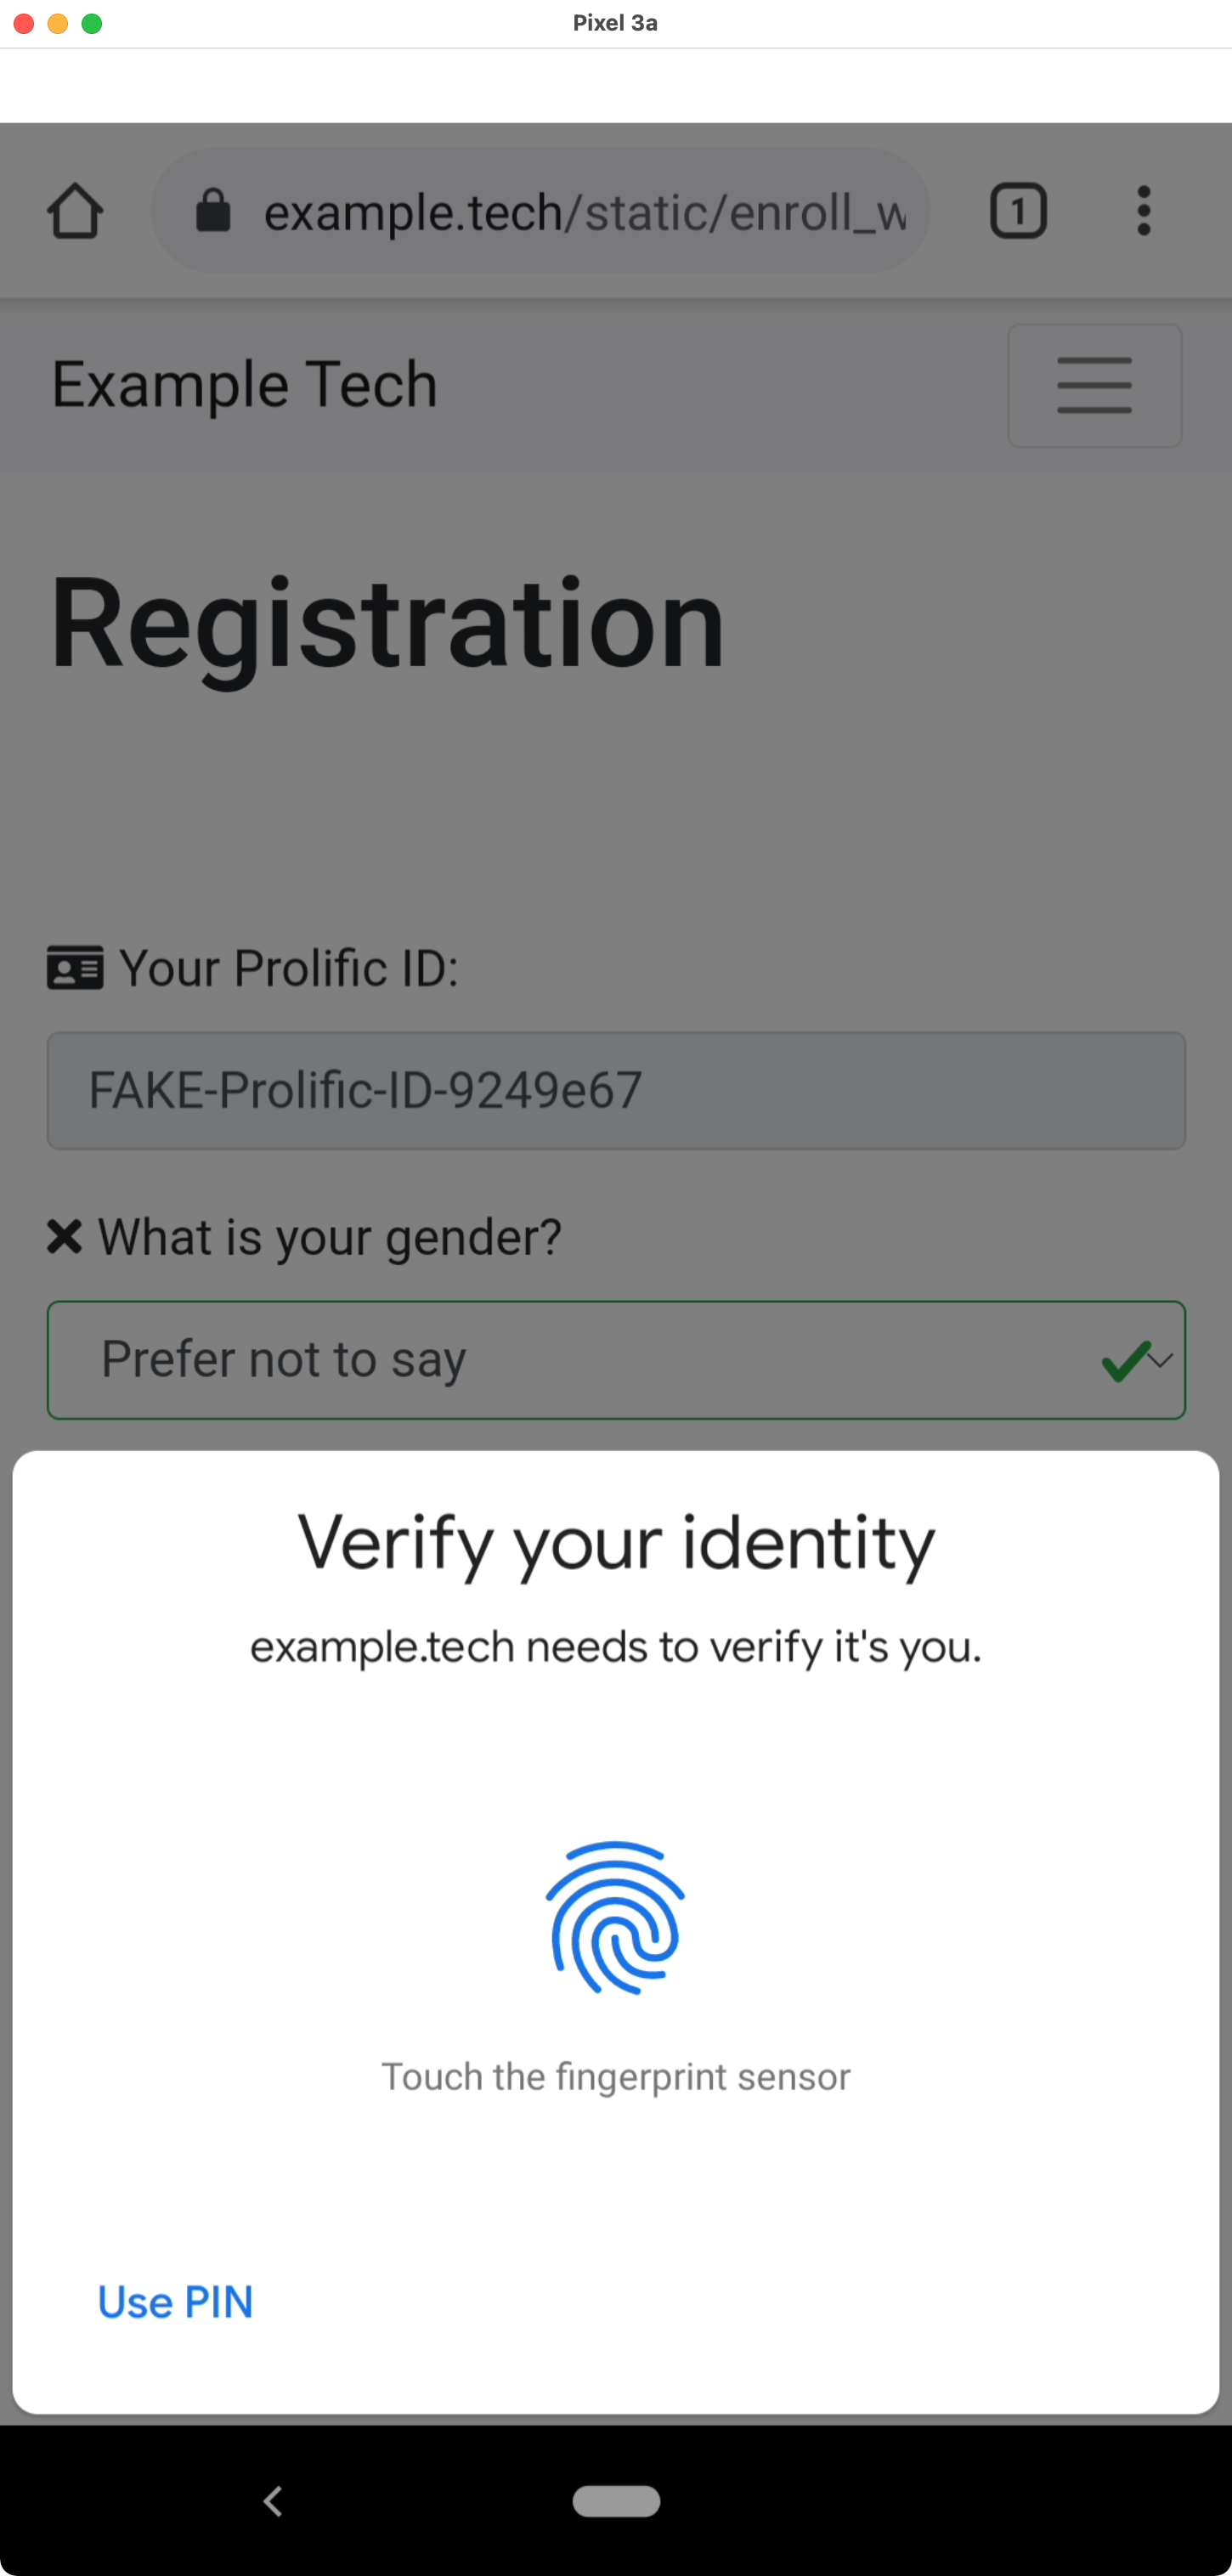 Pixel 3a
example.tech/static/enroll_w
1
Example Tech
Registration
Your Prolific ID:
FAKE-Prolific-ID-9249e67
What is your gender?
Prefer not to say
Verify your identity
example.tech needs to verify it's you.
Touch the fingerprint sensor
Use PIN